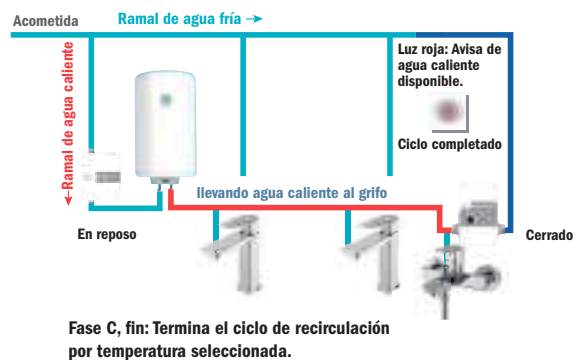 Acometida
Ramal de agua fría →
Luz roja: Avisa de
agua caliente
disponible.
Ciclo completado
←Ramal de agua caliente
llevando agua caliente al grifo
En reposo
Cerrado
Fase C, fin: Termina el ciclo de recirculación
por temperatura seleccionada.